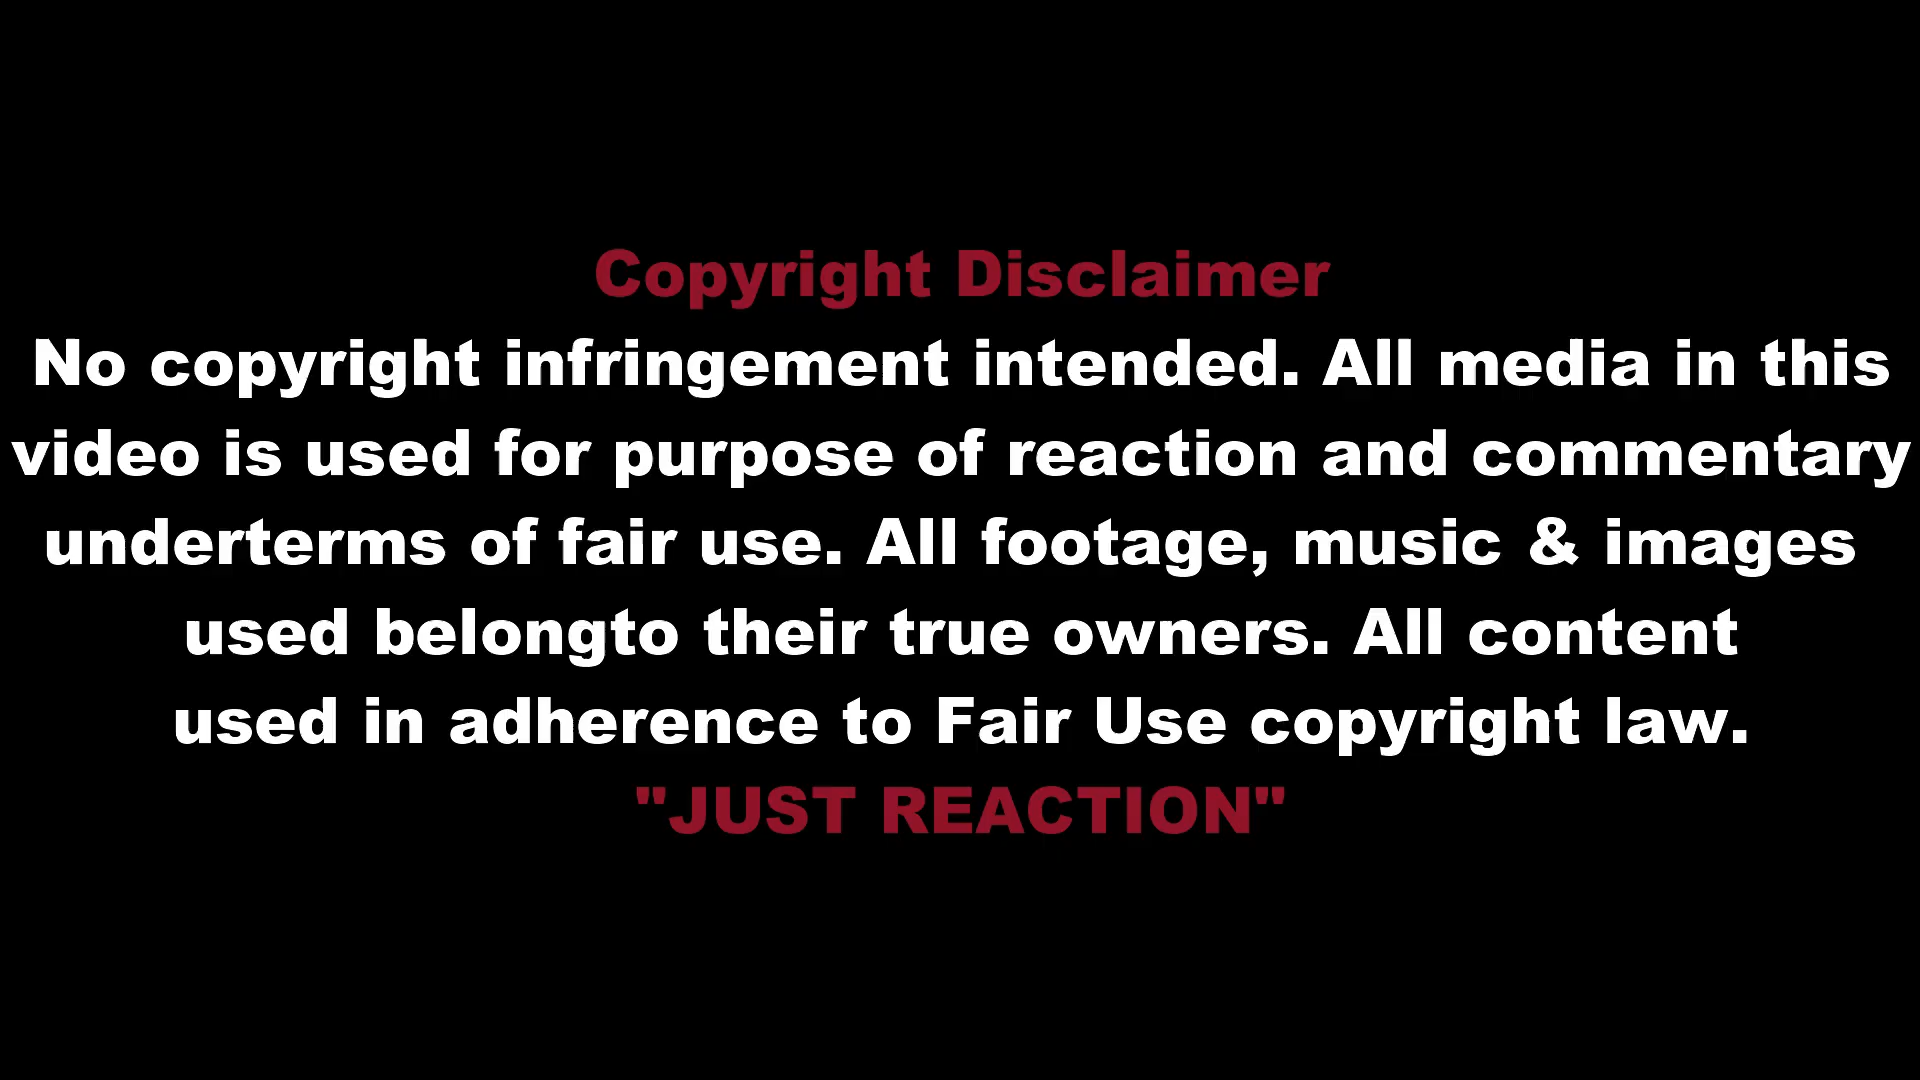 Copyright Disclaimer
No copyright infringement intended. All media in this
video is used for purpose of reaction and commentary
underterms of fair use. All footage, music & images
used belongto their true owners. All content
used in adherence to Fair Use copyright law.
"JUST REACTION"